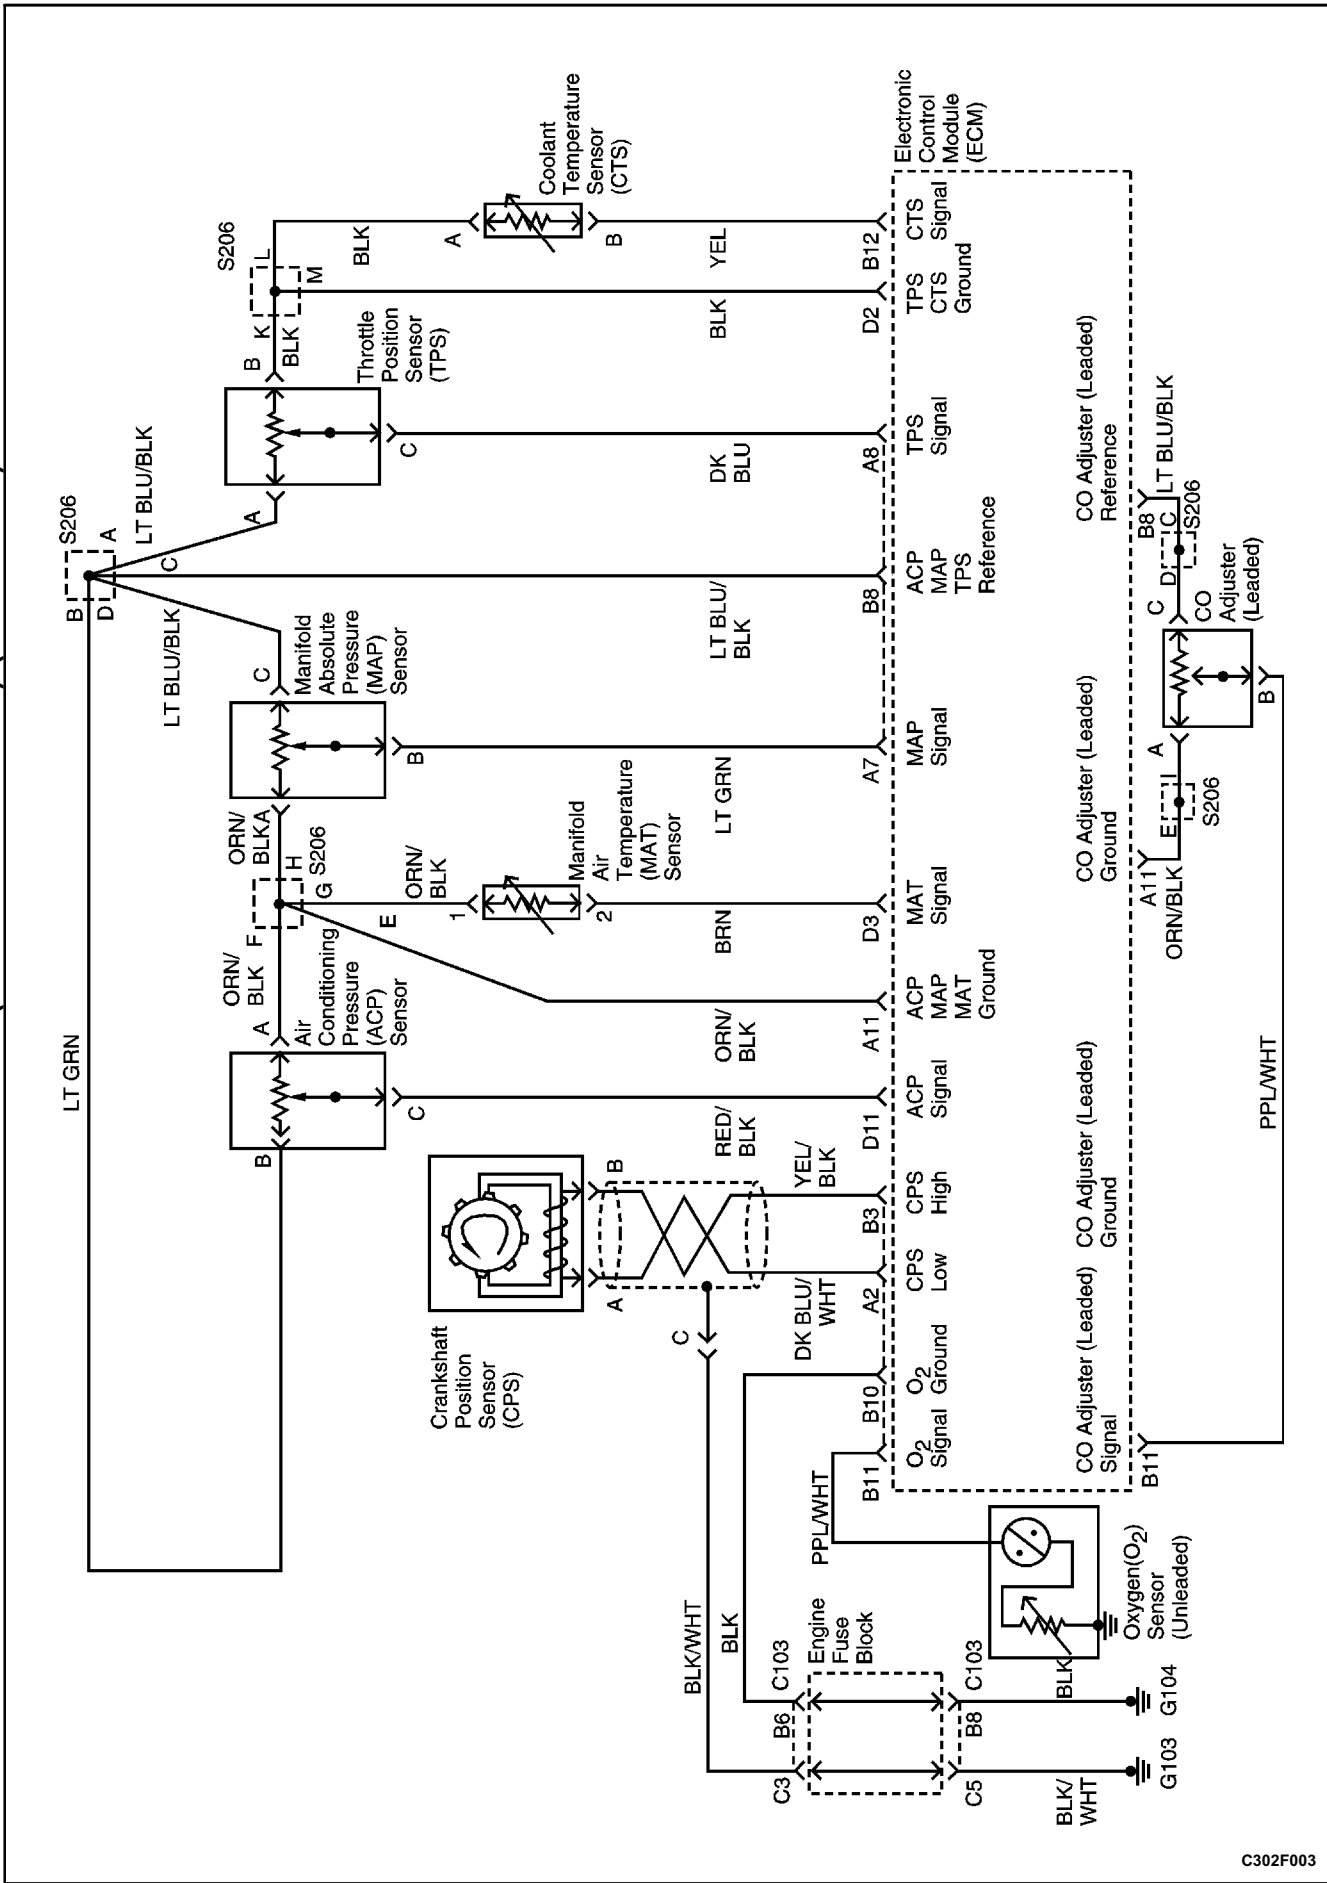 Electronic
Control
Module
(ECM)
Coolant
Temperature
Sensor
(CTS)
S206
L
M
K
BLK
BLK
A
B
YEL
B12
CTS
Signal
BLK
D2
TPS
CTS
Ground
B
Throttle
Position
Sensor
(TPS)
C
A
DK
BLU
A8
TPS
Signal
S206
A
B
C
D
LT BLU/BLK
LT BLU/BLK
LT BLU/
BLK
B8
ACP
MAP
TPS
Reference
C
Manifold
Absolute
Pressure
(MAP)
Sensor
B
LT GRN
A7
MAP
Signal
ORN/
BLKA
H
S206
G
F
E
ORN/
BLK
1
2
Manifold
Air
Temperature
(MAT)
Sensor
BRN
D3
MAT
Signal
ORN/
BLK
A
Air
Conditioning
Pressure
(ACP)
Sensor
ORN/
BLK
A11
ACP
MAP
MAT
Ground
LT GRN
B
C
RED/
BLK
D11
ACP
Signal
Crankshaft
Position
Sensor
(CPS)
B
A
C
YEL/
BLK
B3
CPS
High
DK BLU/
WHT
A2
CPS
Low
B10
O2
Ground
B11
O2
Signal
PPL/WHT
BLK/WHT
BLK
C103
B6
C3
Engine
Fuse
Block
C103
B8
C5
BLK
BLK/
WHT
G104
G103
Oxygen(O2)
Sensor
(Unleaded)
CO Adjuster (Leaded)
Reference
CO Adjuster (Leaded)
Ground
CO Adjuster (Leaded)
Ground
CO Adjuster (Leaded)
Signal
B8
LT BLU/BLK
C
D
S206
C
CO
Adjuster
(Leaded)
B
A
I
E
S206
A11
ORN/BLK
PPL/WHT
B11
C302F003